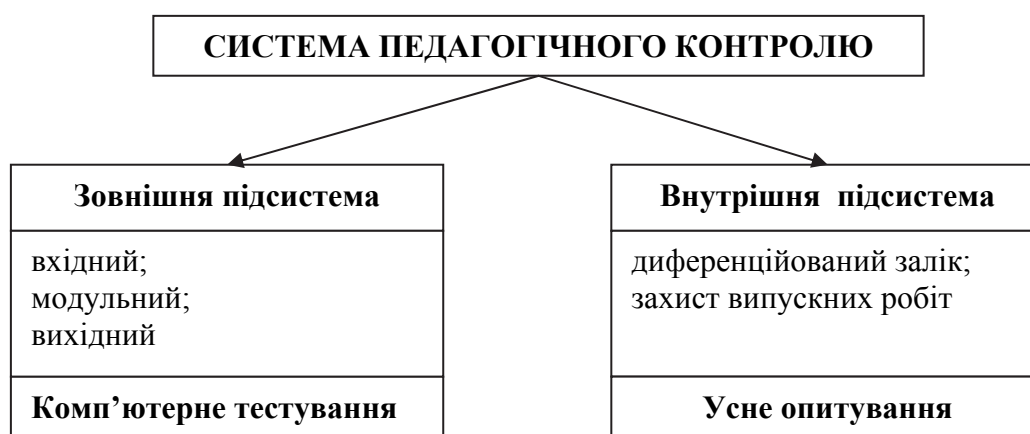 СИСТЕМА ПЕДАГОГІЧНОГО КОНТРОЛЮ
Зовнішня підсистема
вхідний;
модульний;
вихідний
Комп’ютерне тестування
Внутрішня підсистема
диференційований залік;
захист випускних робіт
Усне опитування